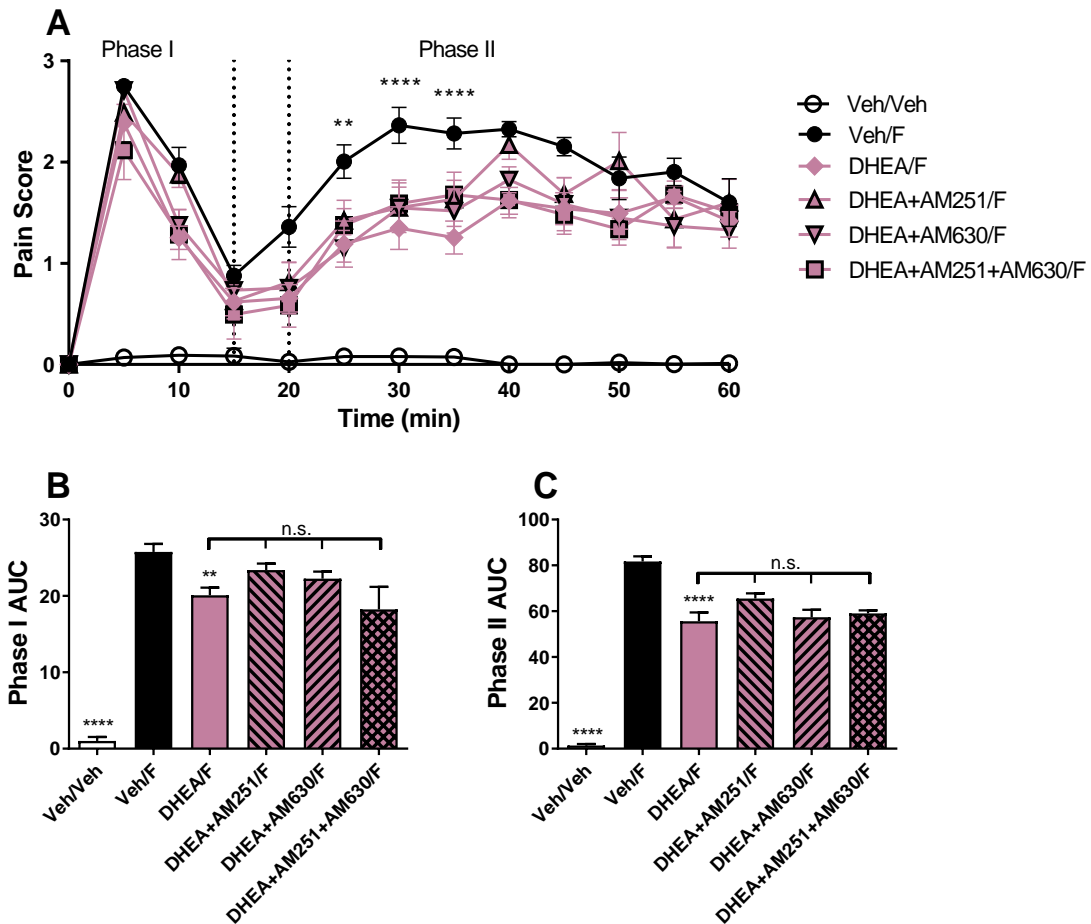 A
Phase I
Phase II
Pain Score
3
2
1
0
**
****
****
0
10
20
30
40
50
60
Time (min)
Veh/Veh
Veh/F
DHEA/F
DHEA+AM251/F
DHEA+AM630/F
DHEA+AM251+AM630/F
B
Phase I AUC
30
20
10
0
****
**
n.s.
Veh/Veh
Veh/F
DHEA/F
DHEA+AM251/F
DHEA+AM630/F
DHEA+AM251+AM630/F
C
Phase II AUC
100
80
60
40
20
0
****
****
n.s.
Veh/Veh
Veh/F
DHEA/F
DHEA+AM251/F
DHEA+AM630/F
DHEA+AM251+AM630/F